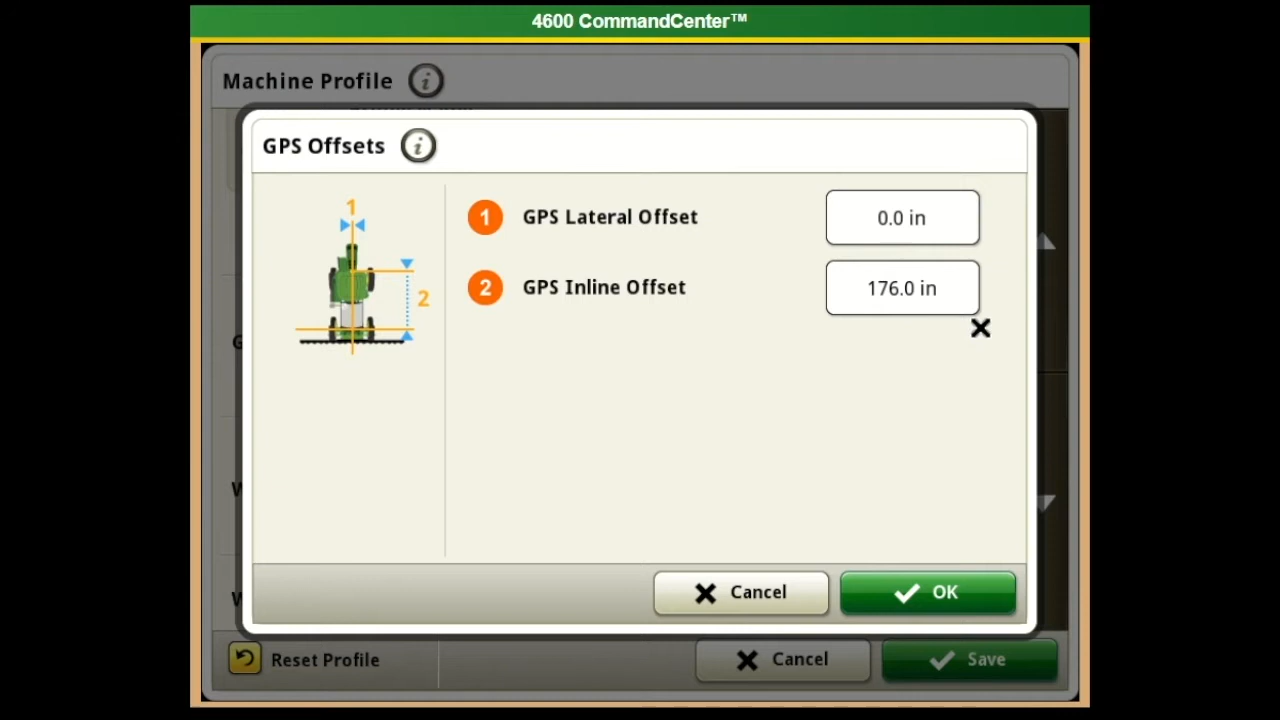 4600 CommandCenter™
Machine Profile i
GPS Offsets i
1
2
1 GPS Lateral Offset 0.0 in
2 GPS Inline Offset 176.0 in
Cancel OK
Reset Profile Cancel Save